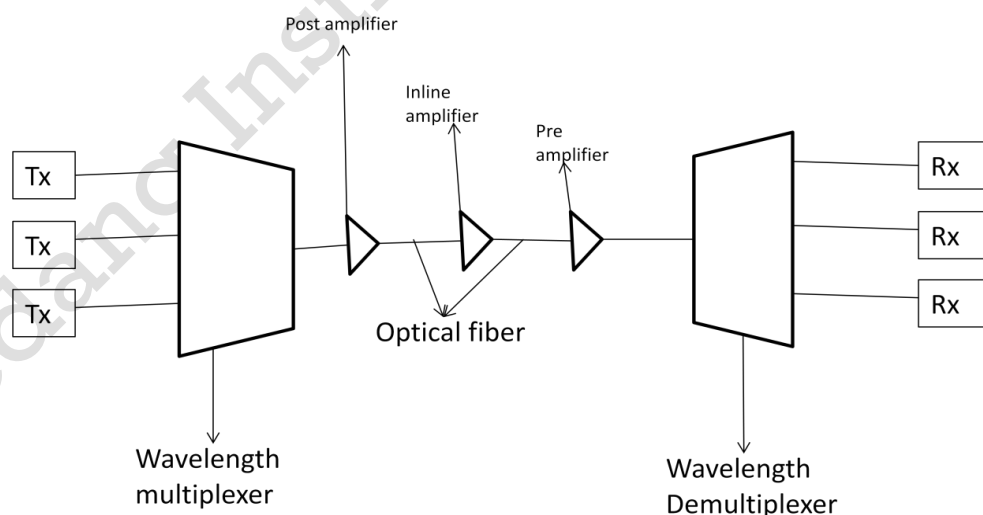 Post amplifier
Inline
amplifier
Pre
amplifier
Tx
Rx
Tx
Rx
Tx
Rx
Optical fiber
Wavelength
multiplexer
Wavelength
Demultiplexer